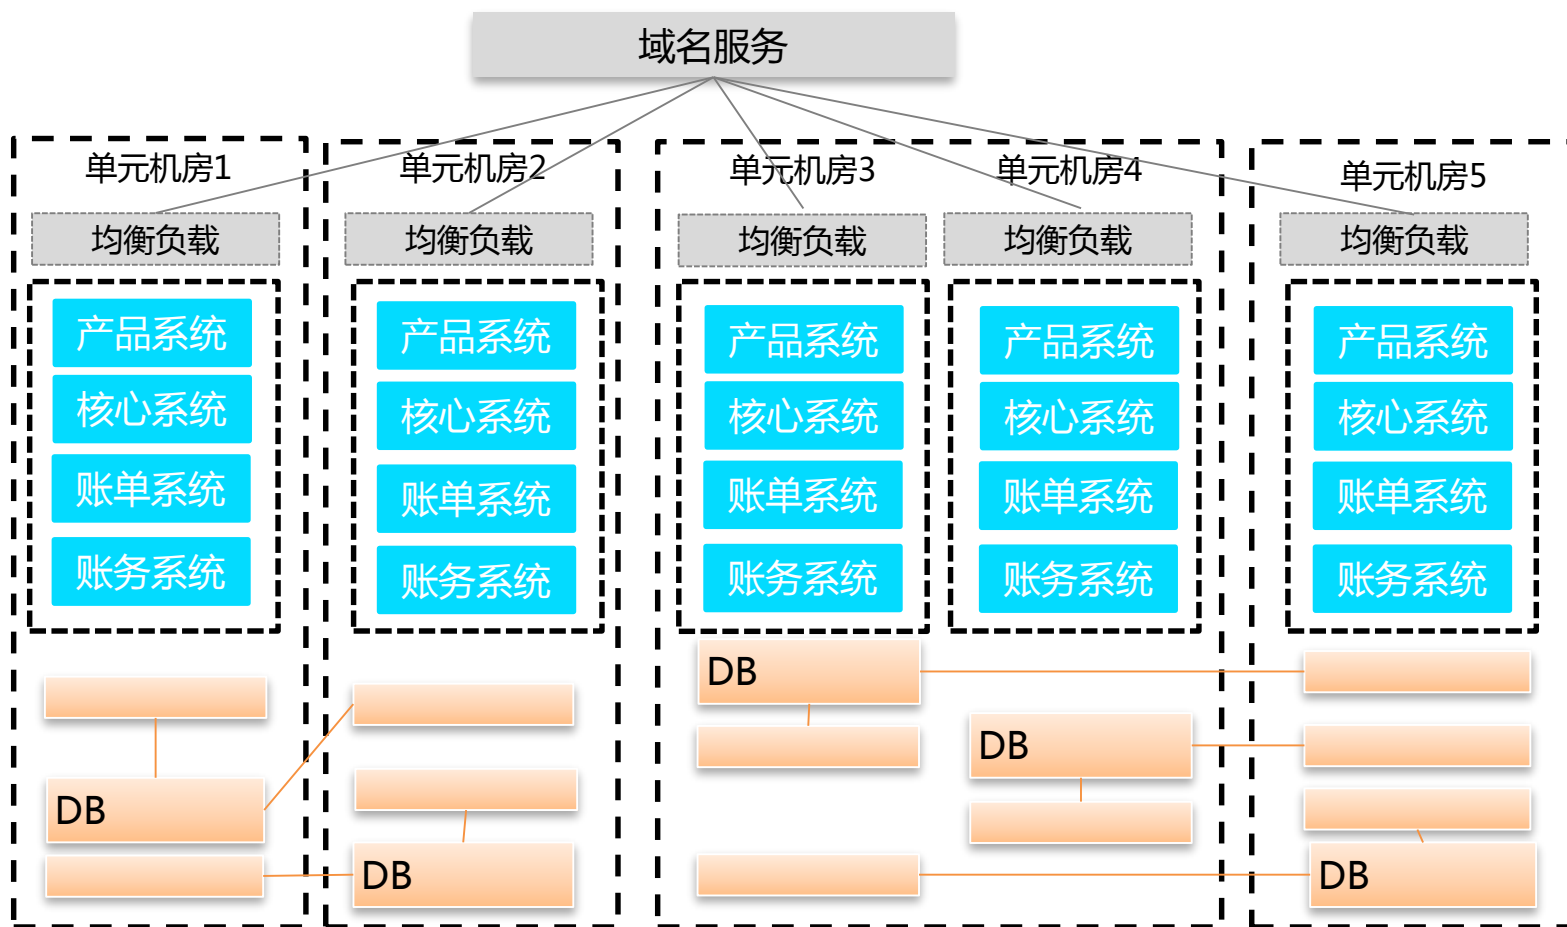 域名服务
单元机房1
单元机房2
单元机房3
单元机房4
单元机房5
均衡负载
均衡负载
均衡负载
均衡负载
均衡负载
产品系统
核心系统
账单系统
账务系统
产品系统
核心系统
账单系统
账务系统
产品系统
核心系统
账单系统
账务系统
产品系统
核心系统
账单系统
账务系统
产品系统
核心系统
账单系统
账务系统
DB
DB
DB
DB
DB